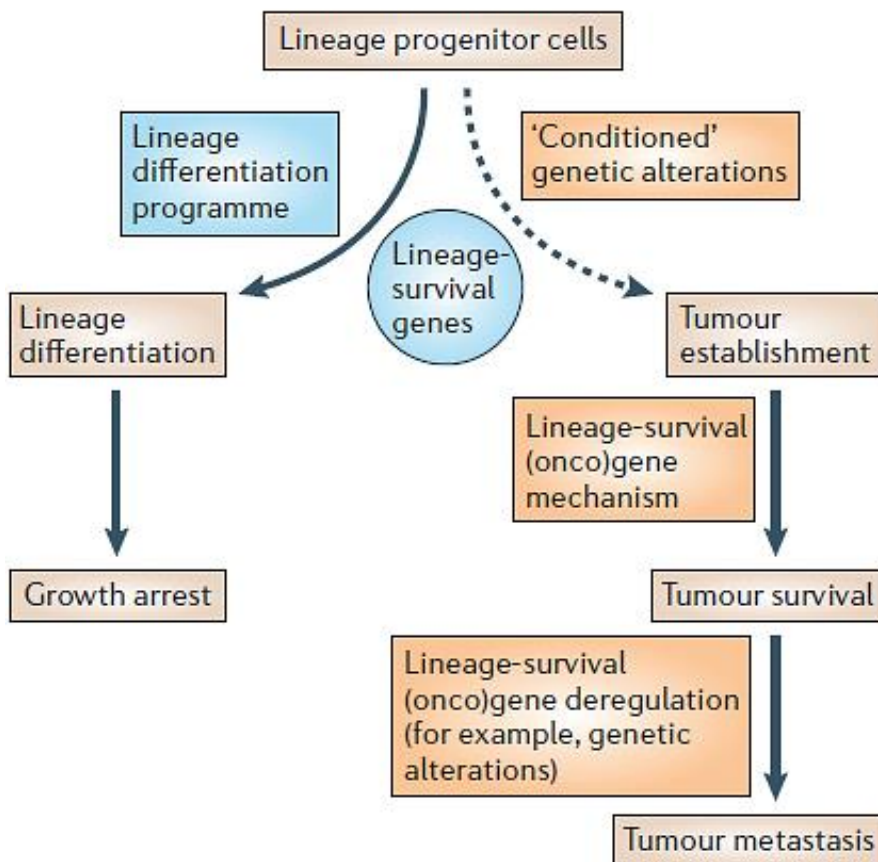 Lineage progenitor cells
Lineage
differentiation
programme
‘Conditioned’
genetic alterations
Lineage-
survival
genes
Lineage
differentiation
Tumour
establishment
Lineage-survival
(onco)gene
mechanism
Growth arrest
Tumour survival
Lineage-survival
(onco)gene deregulation
(for example, genetic
alterations)
Tumour metastasis